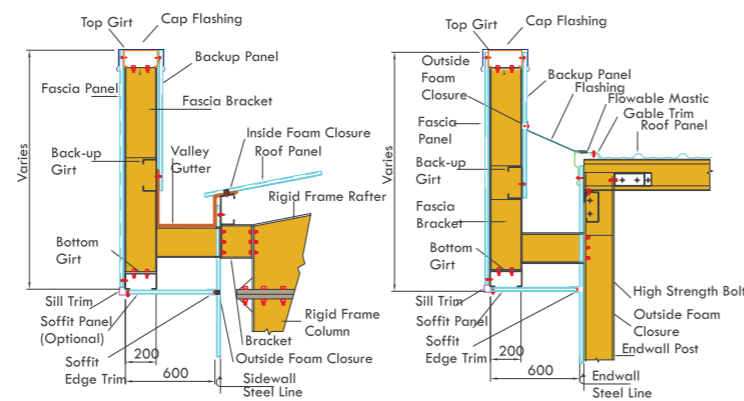 Top Girt
Cap Flashing
Backup Panel
Fascia Panel
Fascia Bracket
Varies
Back-up
Girt
Valley
Gutter
Inside Foam Closure
Roof Panel
Rigid Frame Rafter
Bottom
Girt
Sill Trim
Soffit Panel
(Optional)
Soffit
Edge Trim
200
600
Bracket
Rigid Frame
Column
Outside Foam Closure
Sidewall
Steel Line
Top Girt
Cap Flashing
Outside
Foam
Closure
Backup Panel
Flashing
Flowable Mastic
Gable Trim
Roof Panel
Fascia
Panel
Varies
Back-up
Girt
Fascia
Bracket
Bottom
Girt
Sill Trim
Soffit Panel
Soffit
Edge Trim
200
600
High Strength Bolt
Outside Foam
Closure
Endwall Post
Endwall
Steel Line